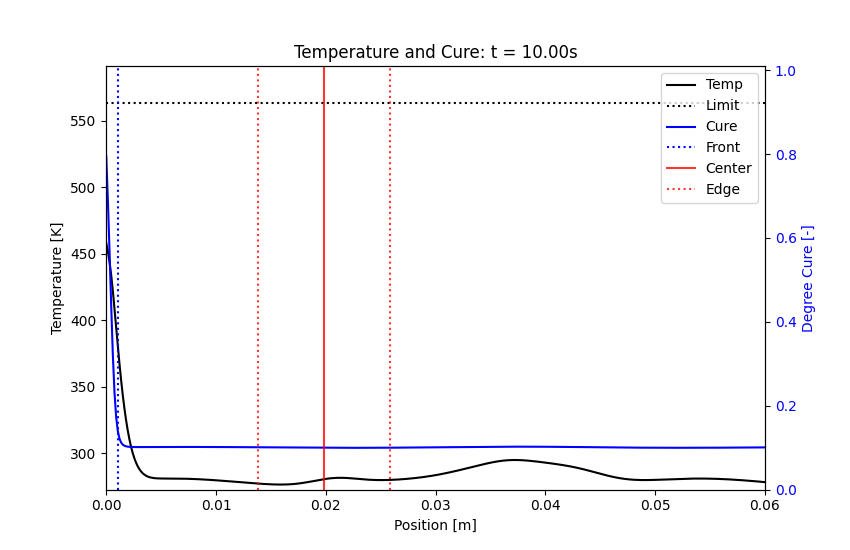 Temperature and Cure: t = 10.00s
Temperature [K]
550
500
450
400
350
300
Temp
Limit
Cure
Front
Center
Edge
1.0
0.8
0.6
0.4
0.2
0.0
Degree Cure [-]
0.00
0.01
0.02
0.03
0.04
0.05
0.06
Position [m]